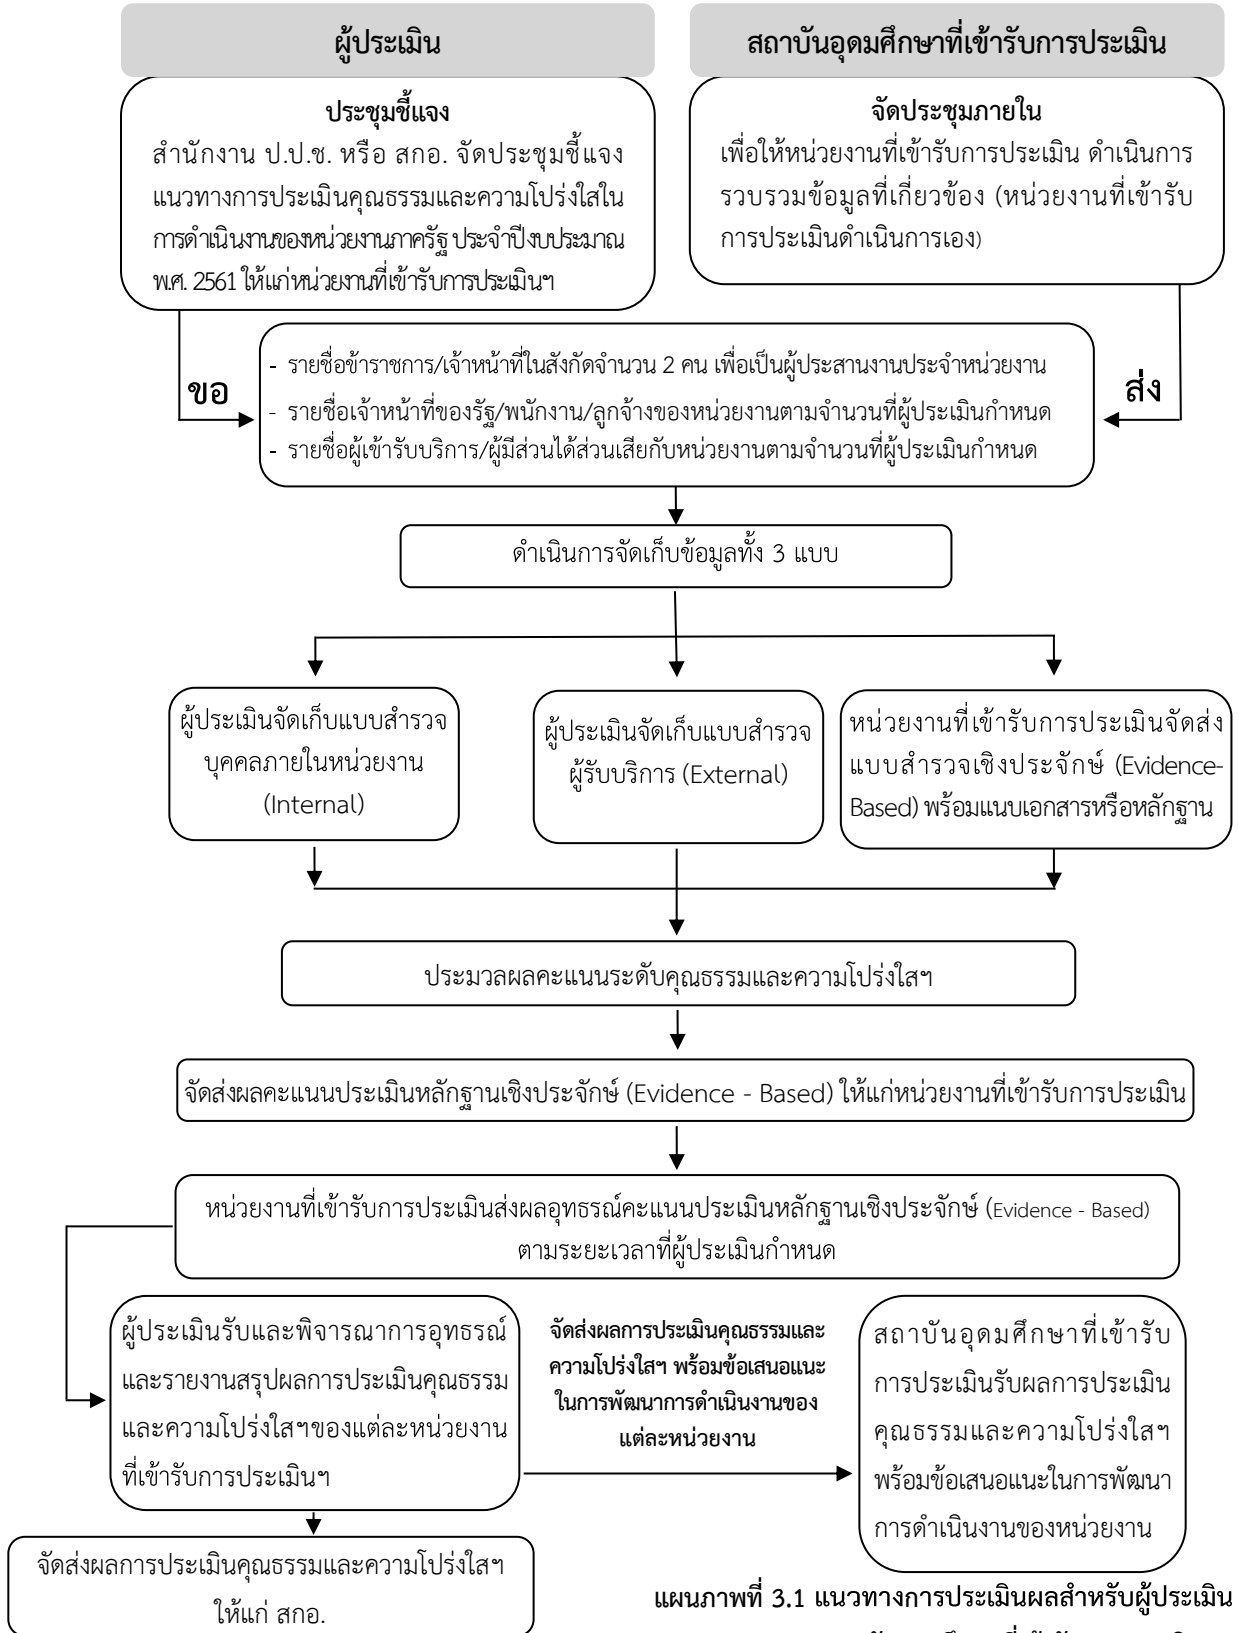 ผู้ประเมิน
สถาบันอุดมศึกษาที่เข้ารับการประเมิน
ประชุมชี้แจง
สำนักงาน ป.ป.ช. หรือ สกอ. จัดประชุมชี้แจง
แนวทางการประเมินคุณธรรมและความโปร่งใสใน
การดำเนินงานของหน่วยงานภาครัฐ ประจำปีงบประมาณ
พ.ศ. 2561 ให้แก่หน่วยงานที่เข้ารับการประเมินฯ
จัดประชุมภายใน
เพื่อให้หน่วยงานที่เข้ารับการประเมิน ดำเนินการ
รวบรวมข้อมูลที่เกี่ยวข้อง (หน่วยงานที่เข้ารับ
การประเมินดำเนินการเอง)
ขอ
- รายชื่อข้าราชการ/เจ้าหน้าที่ในสังกัดจำนวน 2 คน เพื่อเป็นผู้ประสานงานประจำหน่วยงาน
- รายชื่อเจ้าหน้าที่ของรัฐ/พนักงาน/ลูกจ้างของหน่วยงานตามจำนวนที่ผู้ประเมินกำหนด
- รายชื่อผู้เข้ารับบริการ/ผู้มีส่วนได้ส่วนเสียกับหน่วยงานตามจำนวนที่ผู้ประเมินกำหนด
ส่ง
ดำเนินการจัดเก็บข้อมูลทั้ง 3 แบบ
ผู้ประเมินจัดเก็บแบบสำรวจ
บุคคลภายในหน่วยงาน
(Internal)
ผู้ประเมินจัดเก็บแบบสำรวจ
ผู้รับบริการ (External)
หน่วยงานที่เข้ารับการประเมินจัดส่ง
แบบสำรวจเชิงประจักษ์ (Evidence-
Based) พร้อมแนบเอกสารหรือหลักฐาน
ประมวลผลคะแนนระดับคุณธรรมและความโปร่งใสฯ
จัดส่งผลคะแนนประเมินหลักฐานเชิงประจักษ์ (Evidence - Based) ให้แก่หน่วยงานที่เข้ารับการประเมิน
หน่วยงานที่เข้ารับการประเมินส่งผลอุทธรณ์คะแนนประเมินหลักฐานเชิงประจักษ์ (Evidence - Based)
ตามระยะเวลาที่ผู้ประเมินกำหนด
ผู้ประเมินรับและพิจารณาการอุทธรณ์
และรายงานสรุปผลการประเมินคุณธรรม
และความโปร่งใสฯของแต่ละหน่วยงาน
ที่เข้ารับการประเมินฯ
จัดส่งผลการประเมินคุณธรรมและ
ความโปร่งใสฯ พร้อมข้อเสนอแนะ
ในการพัฒนาการดำเนินงานของ
แต่ละหน่วยงาน
สถาบันอุดมศึกษาที่เข้ารับ
การประเมินรับผลการประเมิน
คุณธรรมและความโปร่งใสฯ
พร้อมข้อเสนอแนะในการพัฒนา
การดำเนินงานของหน่วยงาน
จัดส่งผลการประเมินคุณธรรมและความโปร่งใสฯ
ให้แก่ สกอ.
แผนภาพที่ 3.1 แนวทางการประเมินผลสำหรับผู้ประเมิน